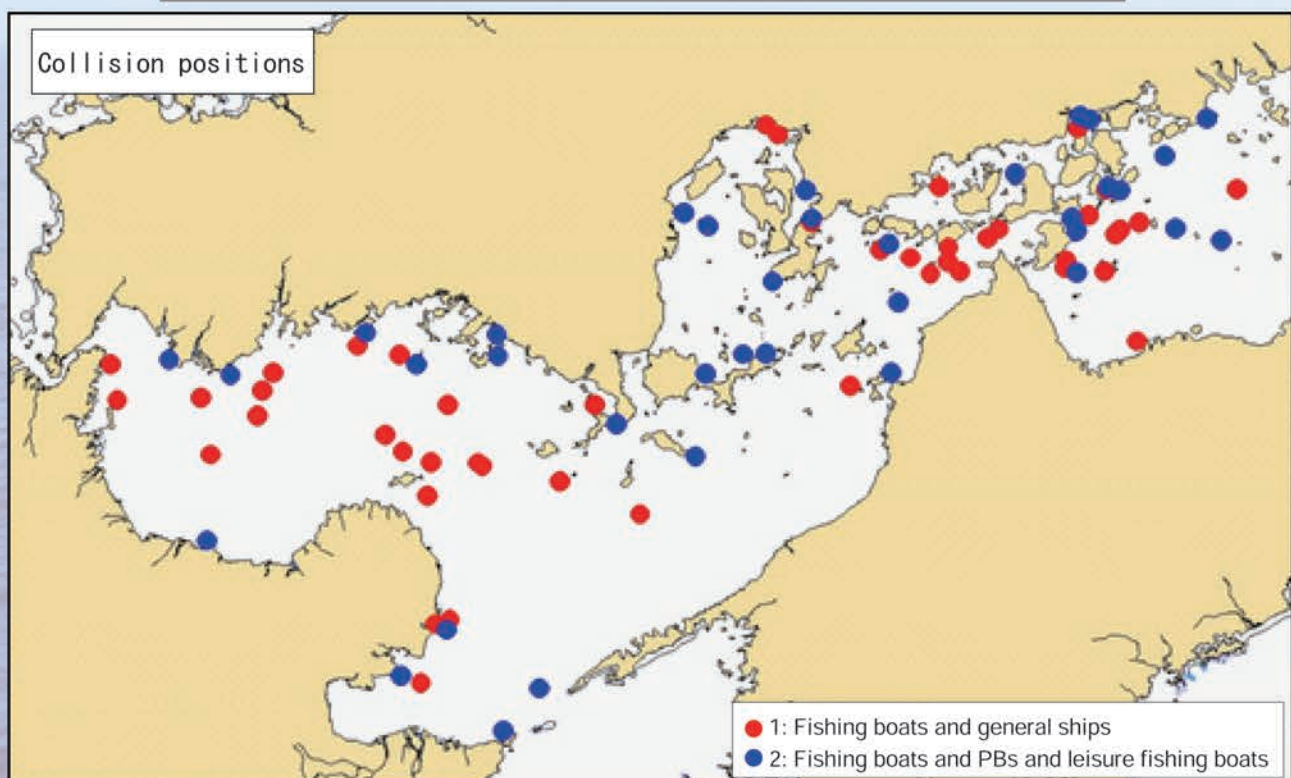 Collision positions
1: Fishing boats and general ships
2: Fishing boats and PBs and leisure fishing boats